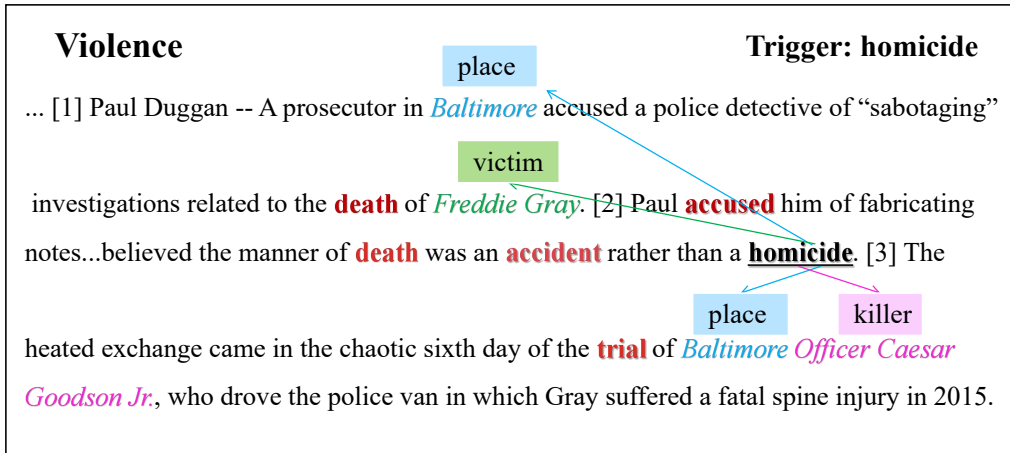 Violence
Trigger: homicide
place
... [1] Paul Duggan -- A prosecutor in Baltimore accused a police detective of “sabotaging”
victim
investigations related to the death of Freddie Gray. [2] Paul accused him of fabricating
notes...believed the manner of death was an accident rather than a homicide. [3] The
place
killer
heated exchange came in the chaotic sixth day of the trial of Baltimore Officer Caesar
Goodson Jr., who drove the police van in which Gray suffered a fatal spine injury in 2015.